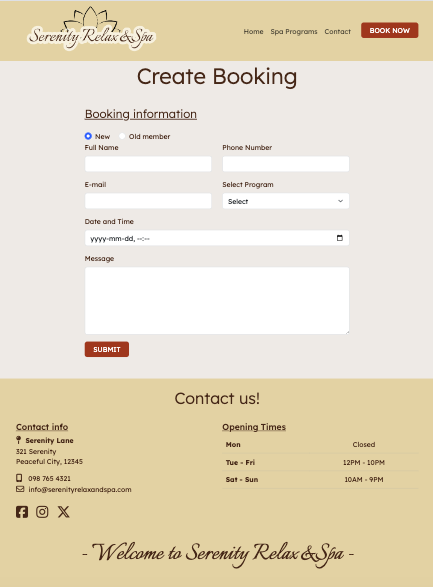 Serenity Relax & Spa
Home Spa Programs Contact BOOK NOW
Create Booking
Booking information
New Old member
Full Name Phone Number
E-mail Select Program
Select
Date and Time
yyyy-mm-dd, --:--
Message
SUBMIT
Contact us!
Contact info Opening Times
Serenity Lane Mon Closed
321 Serenity
Peaceful City, 12345 Tue - Fri 12PM - 10PM
098 765 4321 Sat - Sun 10AM - 9PM
info@serenityrelaxandspa.com
- Welcome to Serenity Relax & Spa -